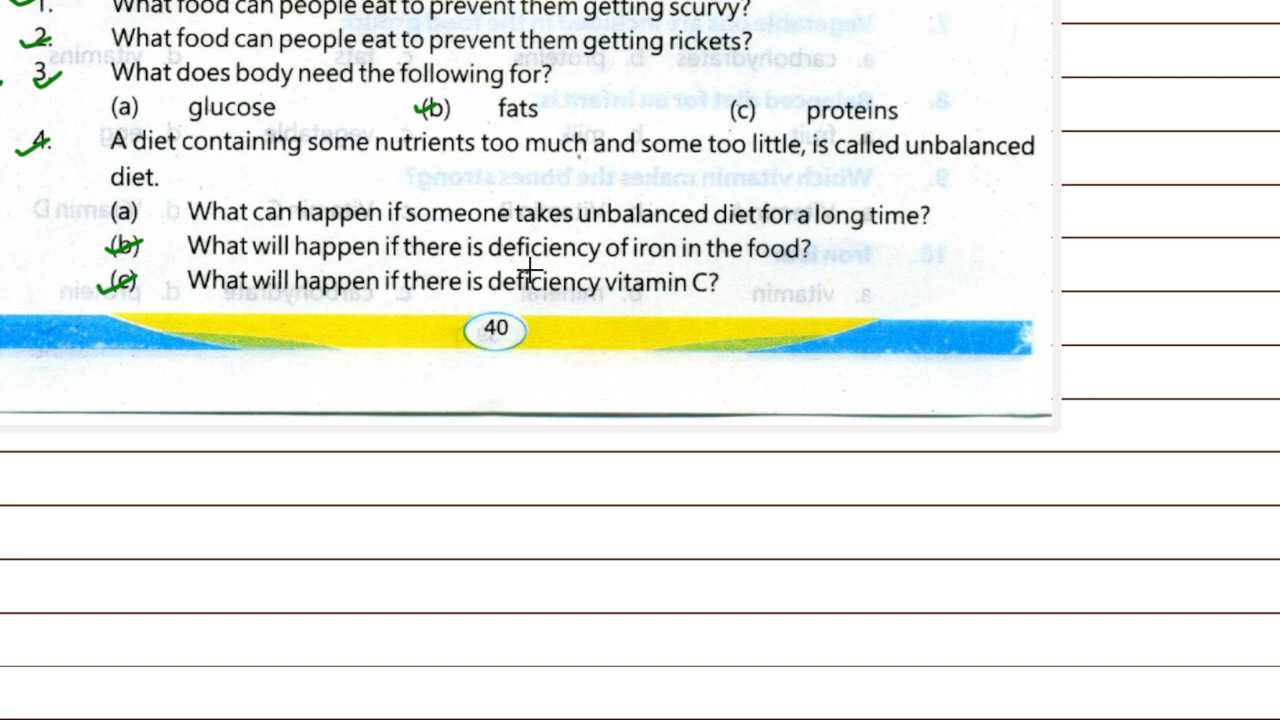 1. What food can people eat to prevent them getting scurvy?
2. What food can people eat to prevent them getting rickets?
3. What does body need the following for?
(a) glucose (b) fats (c) proteins
4. A diet containing some nutrients too much and some too little, is called unbalanced
diet.
(a) What can happen if someone takes unbalanced diet for a long time?
(b) What will happen if there is deficiency of iron in the food?
(c) What will happen if there is deficiency vitamin C?
40